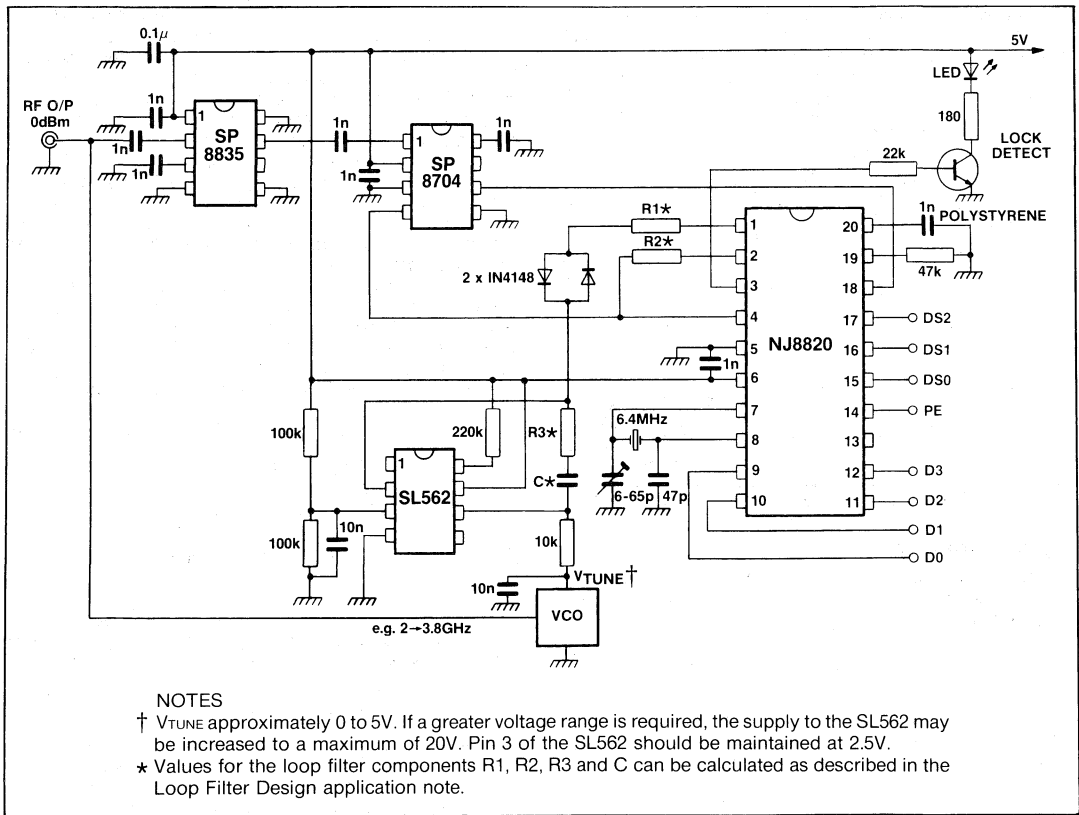 0.1µ
5V
LED
180
LOCK
DETECT
22k
RF O/P
0dBm
1n
1n
1n
1
SP
8835
1n
1n
1
SP
8704
1n
1n
POLYSTYRENE
47k
R1*
R2*
2 x IN4148
1
2
3
4
5
6
7
8
9
10
NJ8820
20
19
18
17
16
15
14
13
12
11
DS2
DS1
DS0
PE
D3
D2
D1
D0
1n
6.4MHz
6-65p
47p
100k
220k
R3*
C*
1
SL562
100k
10n
10k
10n
VTUNE†
VCO
e.g. 2→3.8GHz
NOTES
† VTUNE approximately 0 to 5V. If a greater voltage range is required, the supply to the SL562 may
be increased to a maximum of 20V. Pin 3 of the SL562 should be maintained at 2.5V.
* Values for the loop filter components R1, R2, R3 and C can be calculated as described in the
Loop Filter Design application note.